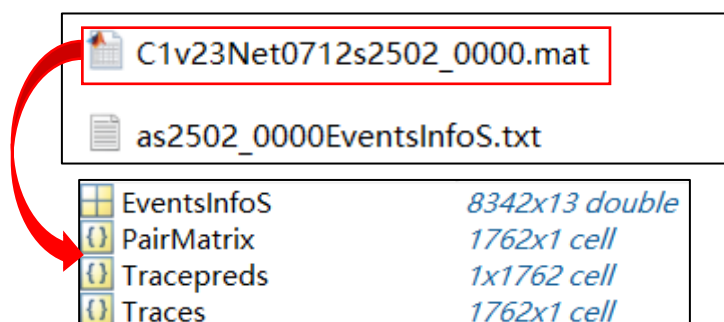 C1v23Net0712s2502_0000.mat
as2502_0000EventsInfoS.txt
EventsInfoS 8342x13 double
PairMatrix 1762x1 cell
Tracepreds 1x1762 cell
Traces 1762x1 cell